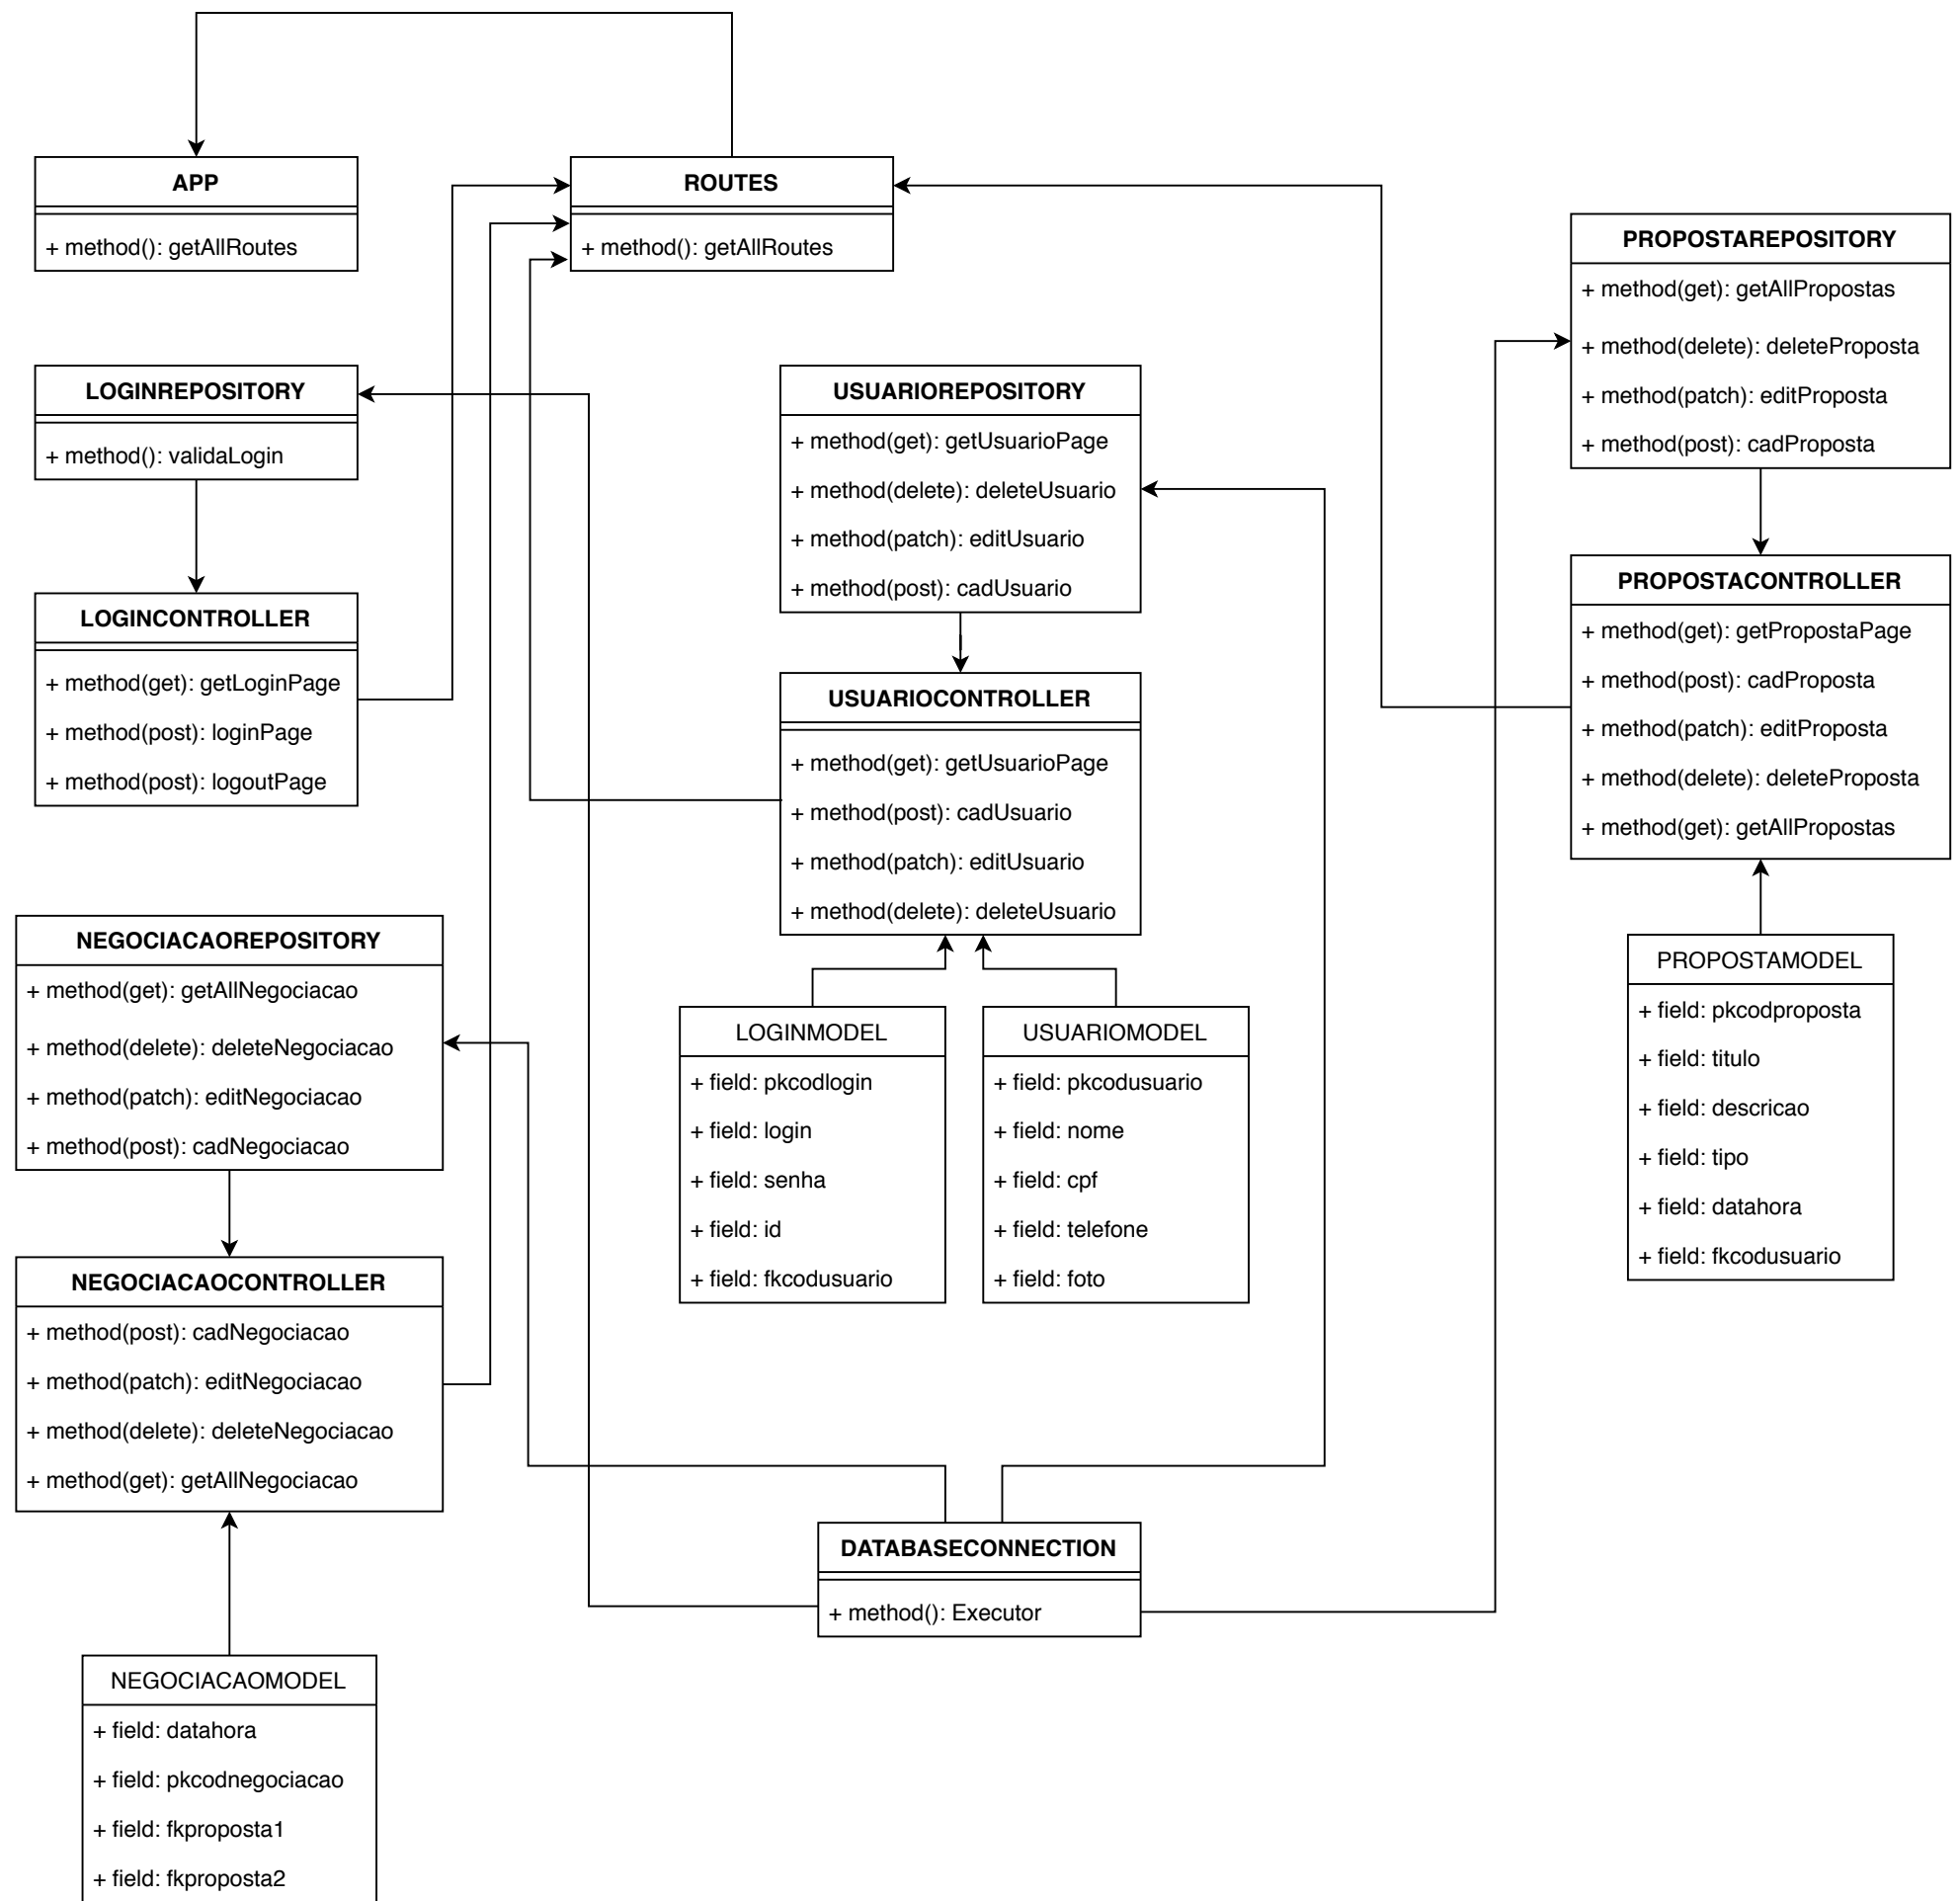 APP
+ method(): getAllRoutes
ROUTES
+ method(): getAllRoutes
PROPOSTAREPOSITORY
+ method(get): getAllPropostas
+ method(delete): deleteProposta
+ method(patch): editProposta
+ method(post): cadProposta
LOGINREPOSITORY
+ method(): validaLogin
USUARIOREPOSITORY
+ method(get): getUsuarioPage
+ method(delete): deleteUsuario
+ method(patch): editUsuario
+ method(post): cadUsuario
LOGINCONTROLLER
+ method(get): getLoginPage
+ method(post): loginPage
+ method(post): logoutPage
USUARIOCONTROLLER
+ method(get): getUsuarioPage
+ method(post): cadUsuario
+ method(patch): editUsuario
+ method(delete): deleteUsuario
PROPOSTACONTROLLER
+ method(get): getPropostaPage
+ method(post): cadProposta
+ method(patch): editProposta
+ method(delete): deleteProposta
+ method(get): getAllPropostas
NEGOCIACAOREPOSITORY
+ method(get): getAllNegociacao
+ method(delete): deleteNegociacao
+ method(patch): editNegociacao
+ method(post): cadNegociacao
LOGINMODEL
+ field: pkcodlogin
+ field: login
+ field: senha
+ field: id
+ field: fkcodusuario
USUARIOMODEL
+ field: pkcodusuario
+ field: nome
+ field: cpf
+ field: telefone
+ field: foto
PROPOSTAMODEL
+ field: pkcodproposta
+ field: titulo
+ field: descricao
+ field: tipo
+ field: datahora
+ field: fkcodusuario
NEGOCIACAOCONTROLLER
+ method(post): cadNegociacao
+ method(patch): editNegociacao
+ method(delete): deleteNegociacao
+ method(get): getAllNegociacao
DATABASECONNECTION
+ method(): Executor
NEGOCIACAOMODEL
+ field: datahora
+ field: pkcodnegociacao
+ field: fkproposta1
+ field: fkproposta2